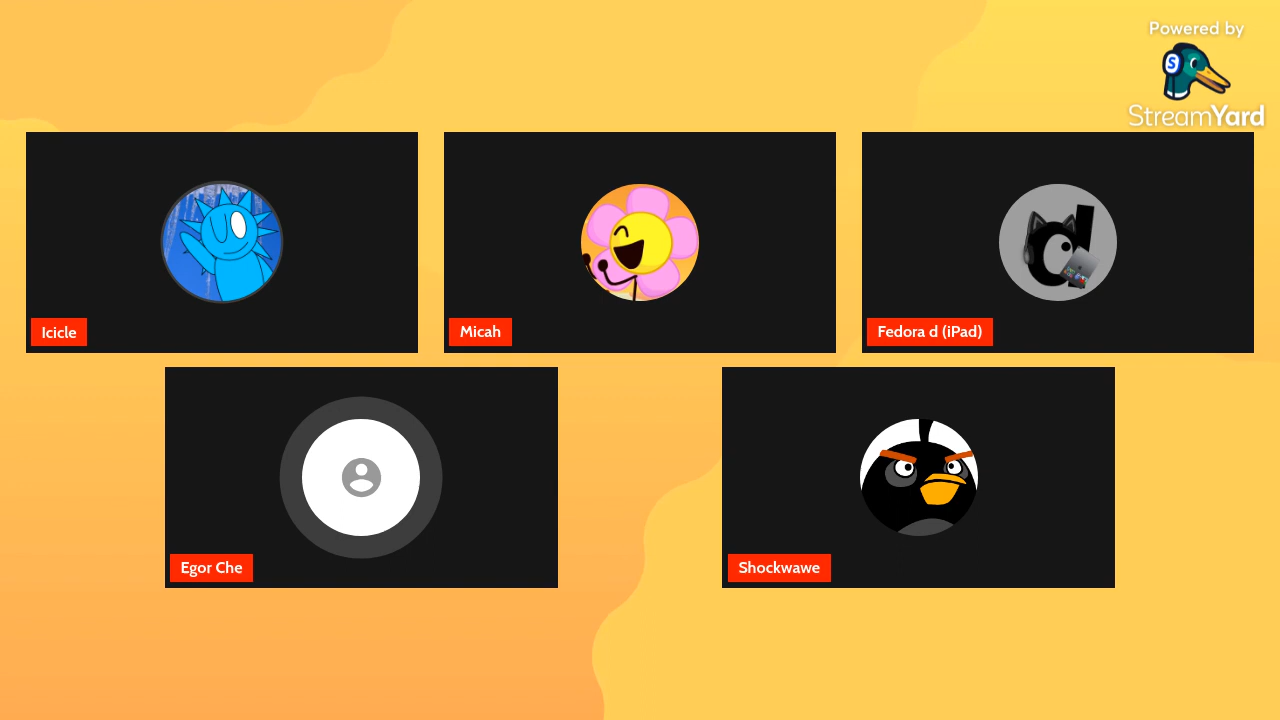 Powered by
S
StreamYard
Icicle
Micah
Fedora d (iPad)
Egor Che
Shockwawe